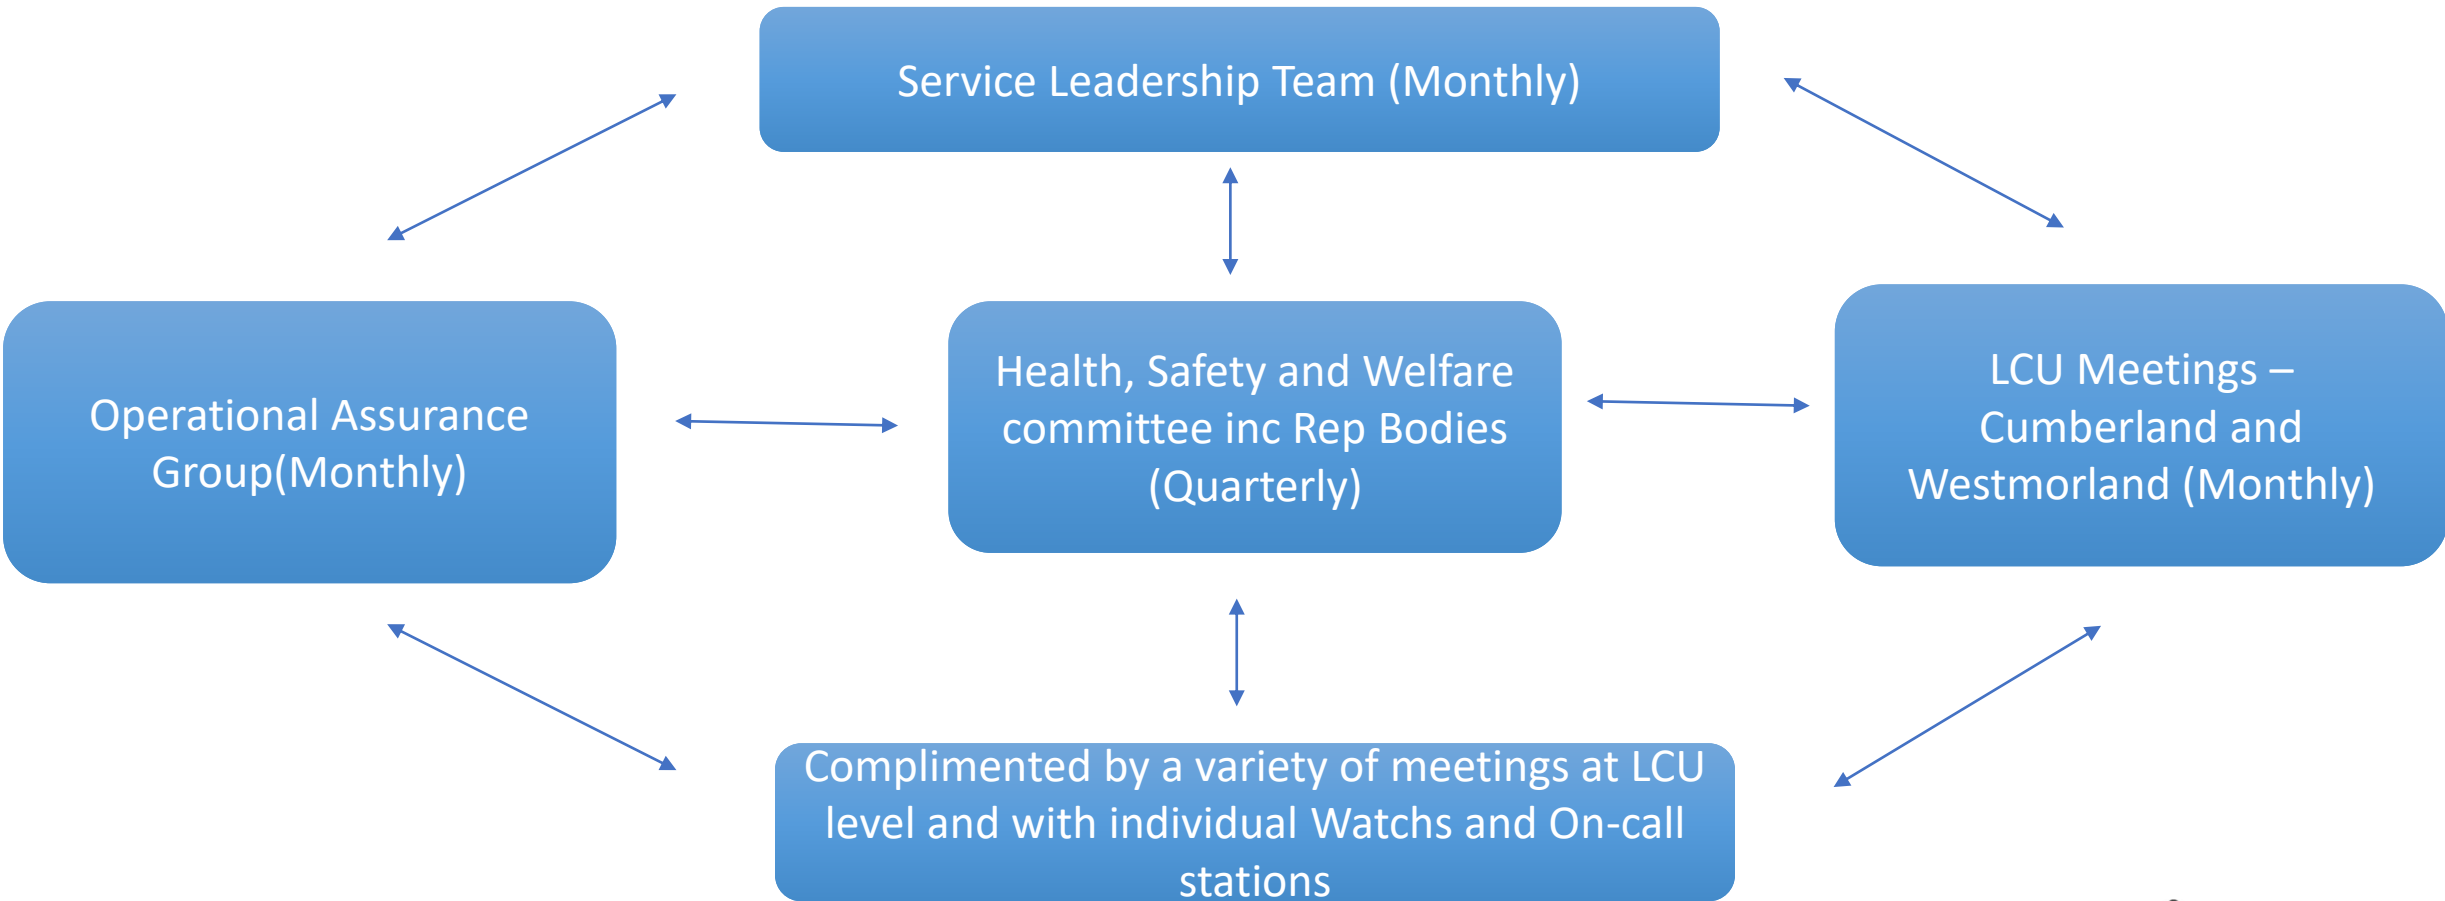 Service Leadership Team (Monthly)
Operational Assurance
Group(Monthly)
Health, Safety and Welfare
committee inc Rep Bodies
(Quarterly)
LCU Meetings –
Cumberland and
Westmorland (Monthly)
Complimented by a variety of meetings at LCU
level and with individual Watchs and On-call
stations